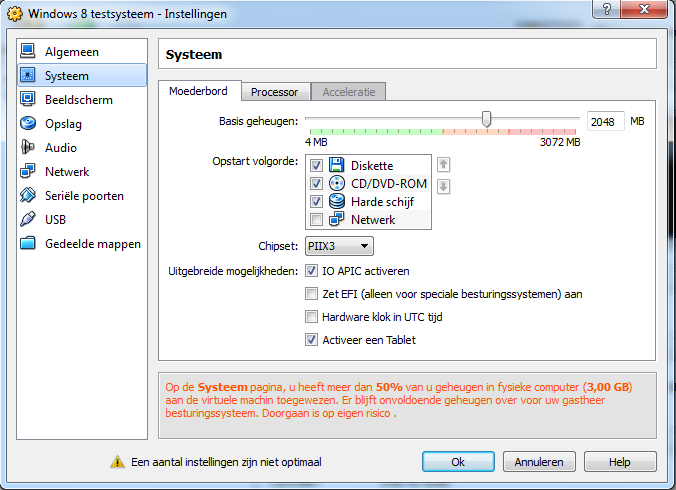 Windows 8 testsysteem - Instellingen
Algemeen
Systeem
Beeldscherm
Opslag
Audio
Netwerk
Seriële poorten
USB
Gedeelde mappen
Systeem
Moederbord Processor Acceleratie
Basis geheugen: 2048 MB
4 MB 3072 MB
Opstart volgorde: Diskette
CD/DVD-ROM
Harde schijf
Netwerk
Chipset: PIIX3
Uitgebreide mogelijkheden: IO APIC activeren
Zet EFI (alleen voor speciale besturingssystemen) aan
Hardware klok in UTC tijd
Activeer een Tablet
Op de Systeem pagina, u heeft meer dan 50% van u geheugen in fysieke computer (3,00 GB)
aan de virtuele machin toegewezen. Er blijft onvoldoende geheugen over voor uw gastheer
besturingssysteem. Doorgaan is op eigen risico .
Een aantal instellingen zijn niet optimaal
Ok Annuleren Help